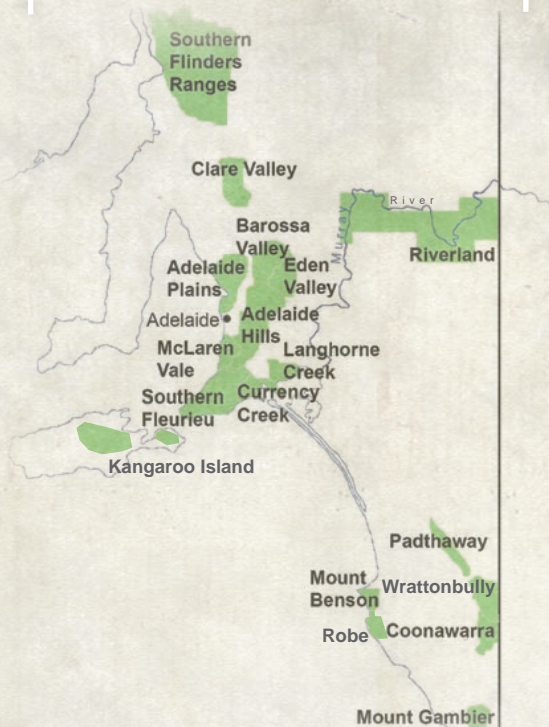 Southern
Flinders
Ranges
Clare Valley
River
Murray
Riverland
Barossa
Valley
Adelaide
Plains
Eden
Valley
Adelaide
Adelaide
Hills
McLaren
Vale
Langhorne
Creek
Southern
Fleurieu
Currency
Creek
Kangaroo Island
Padthaway
Mount
Benson
Wrattonbully
Robe
Coonawarra
Mount Gambier